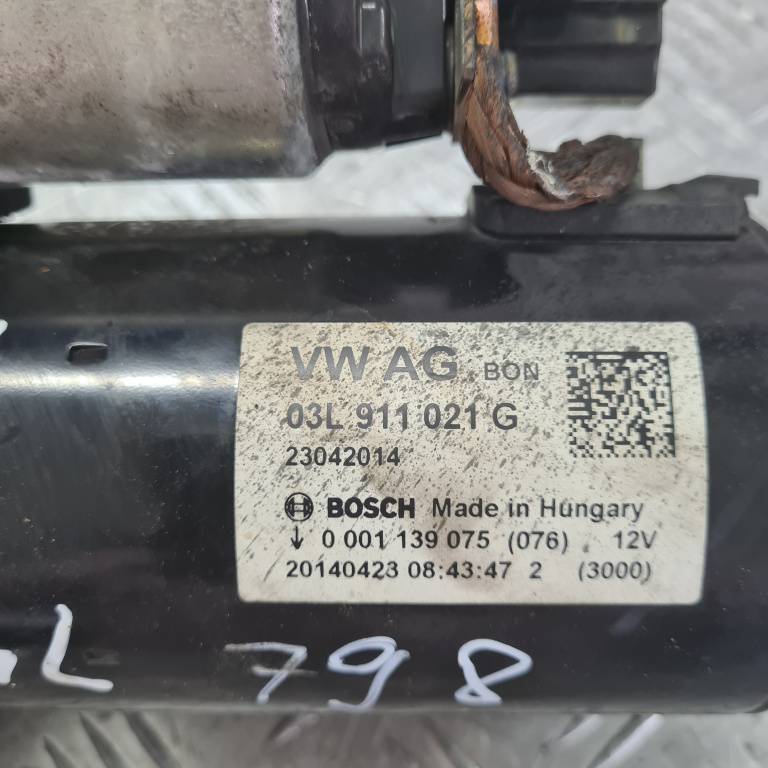 VW AG BON
03L 911 021 G
23042014
BOSCH Made in Hungary
↓ 0 001 139 075 (076) 12V
20140423 08:43:47 2 (3000)
798